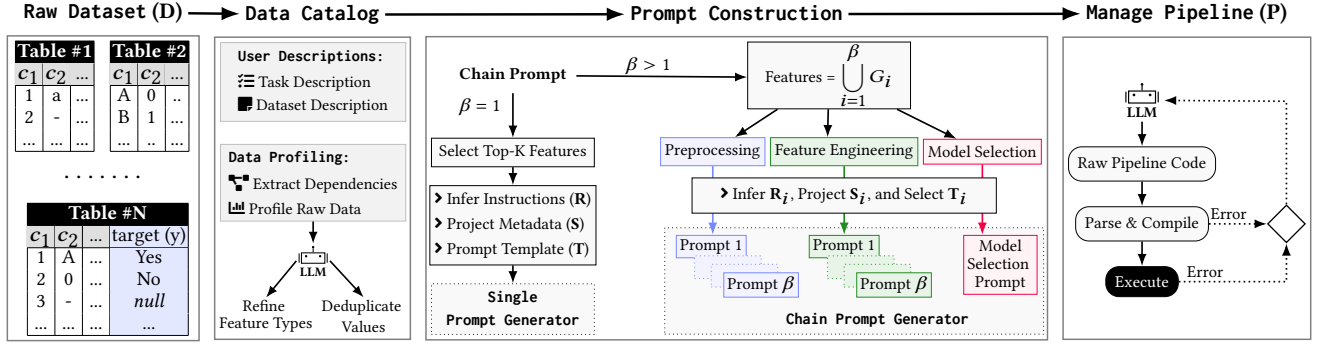 Raw Dataset (D)
Data Catalog
Prompt Construction
Manage Pipeline (P)
Table #1
c1 c2 ...
1 a ...
2 - ...
... ... ...
Table #2
c1 c2 ...
A 0 ..
B 1 ...
... .. ...
.......
Table #N
c1 c2 ... target (y)
1 A ... Yes
2 0 ... No
3 - ... null
... ... ... ...
User Descriptions:
Task Description
Dataset Description
Data Profiling:
Extract Dependencies
Profile Raw Data
LLM
Refine
Feature Types
Deduplicate
Values
Chain Prompt
β > 1
β = 1
Select Top-K Features
Infer Instructions (R)
Project Metadata (S)
Prompt Template (T)
Single
Prompt Generator
Features = ⋃ i=1 β Gi
Preprocessing
Feature Engineering
Model Selection
Infer Ri, Project Si, and Select Ti
Prompt 1
Prompt β
Prompt 1
Prompt β
Model
Selection
Prompt
Chain Prompt Generator
LLM
Raw Pipeline Code
Parse & Compile
Error
Execute
Error